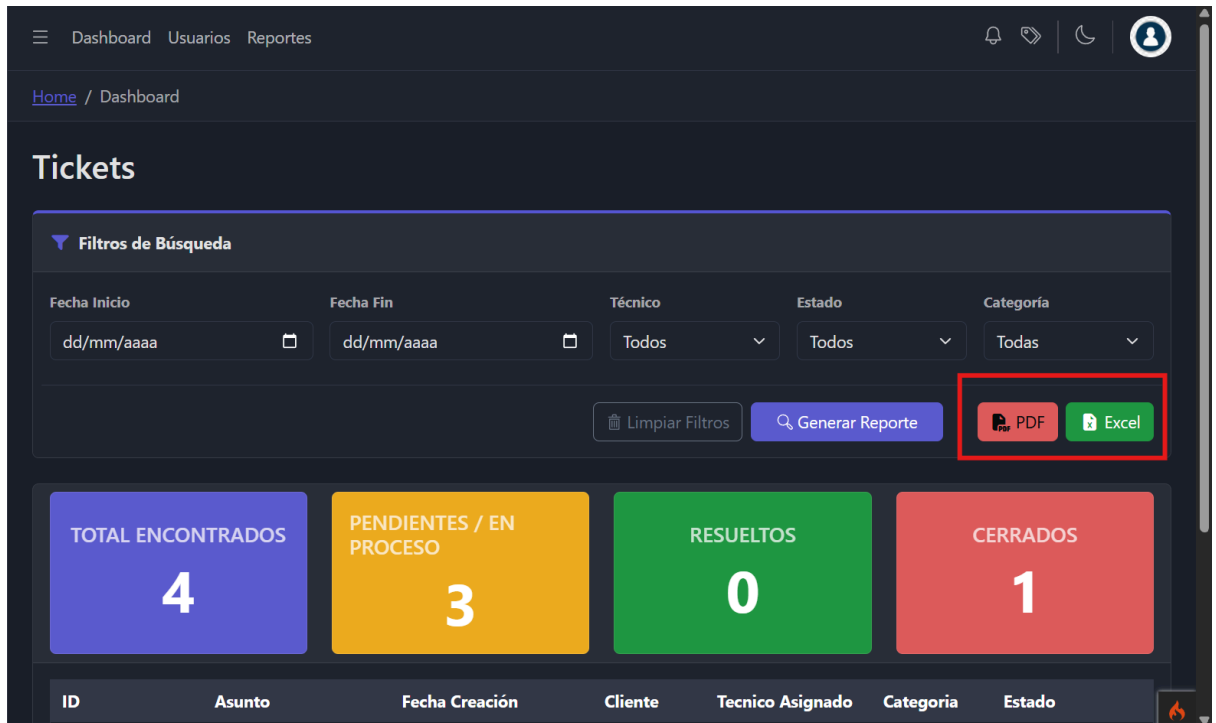 Dashboard Usuarios Reportes
Home / Dashboard
Tickets
Filtros de Búsqueda
Fecha Inicio Fecha Fin Técnico Estado Categoría
dd/mm/aaaa dd/mm/aaaa Todos Todos Todas
Limpiar Filtros Generar Reporte PDF PDF x Excel
TOTAL ENCONTRADOS
4
PENDIENTES / EN
PROCESO
3
RESUELTOS
0
CERRADOS
1
ID Asunto Fecha Creación Cliente Tecnico Asignado Categoria Estado